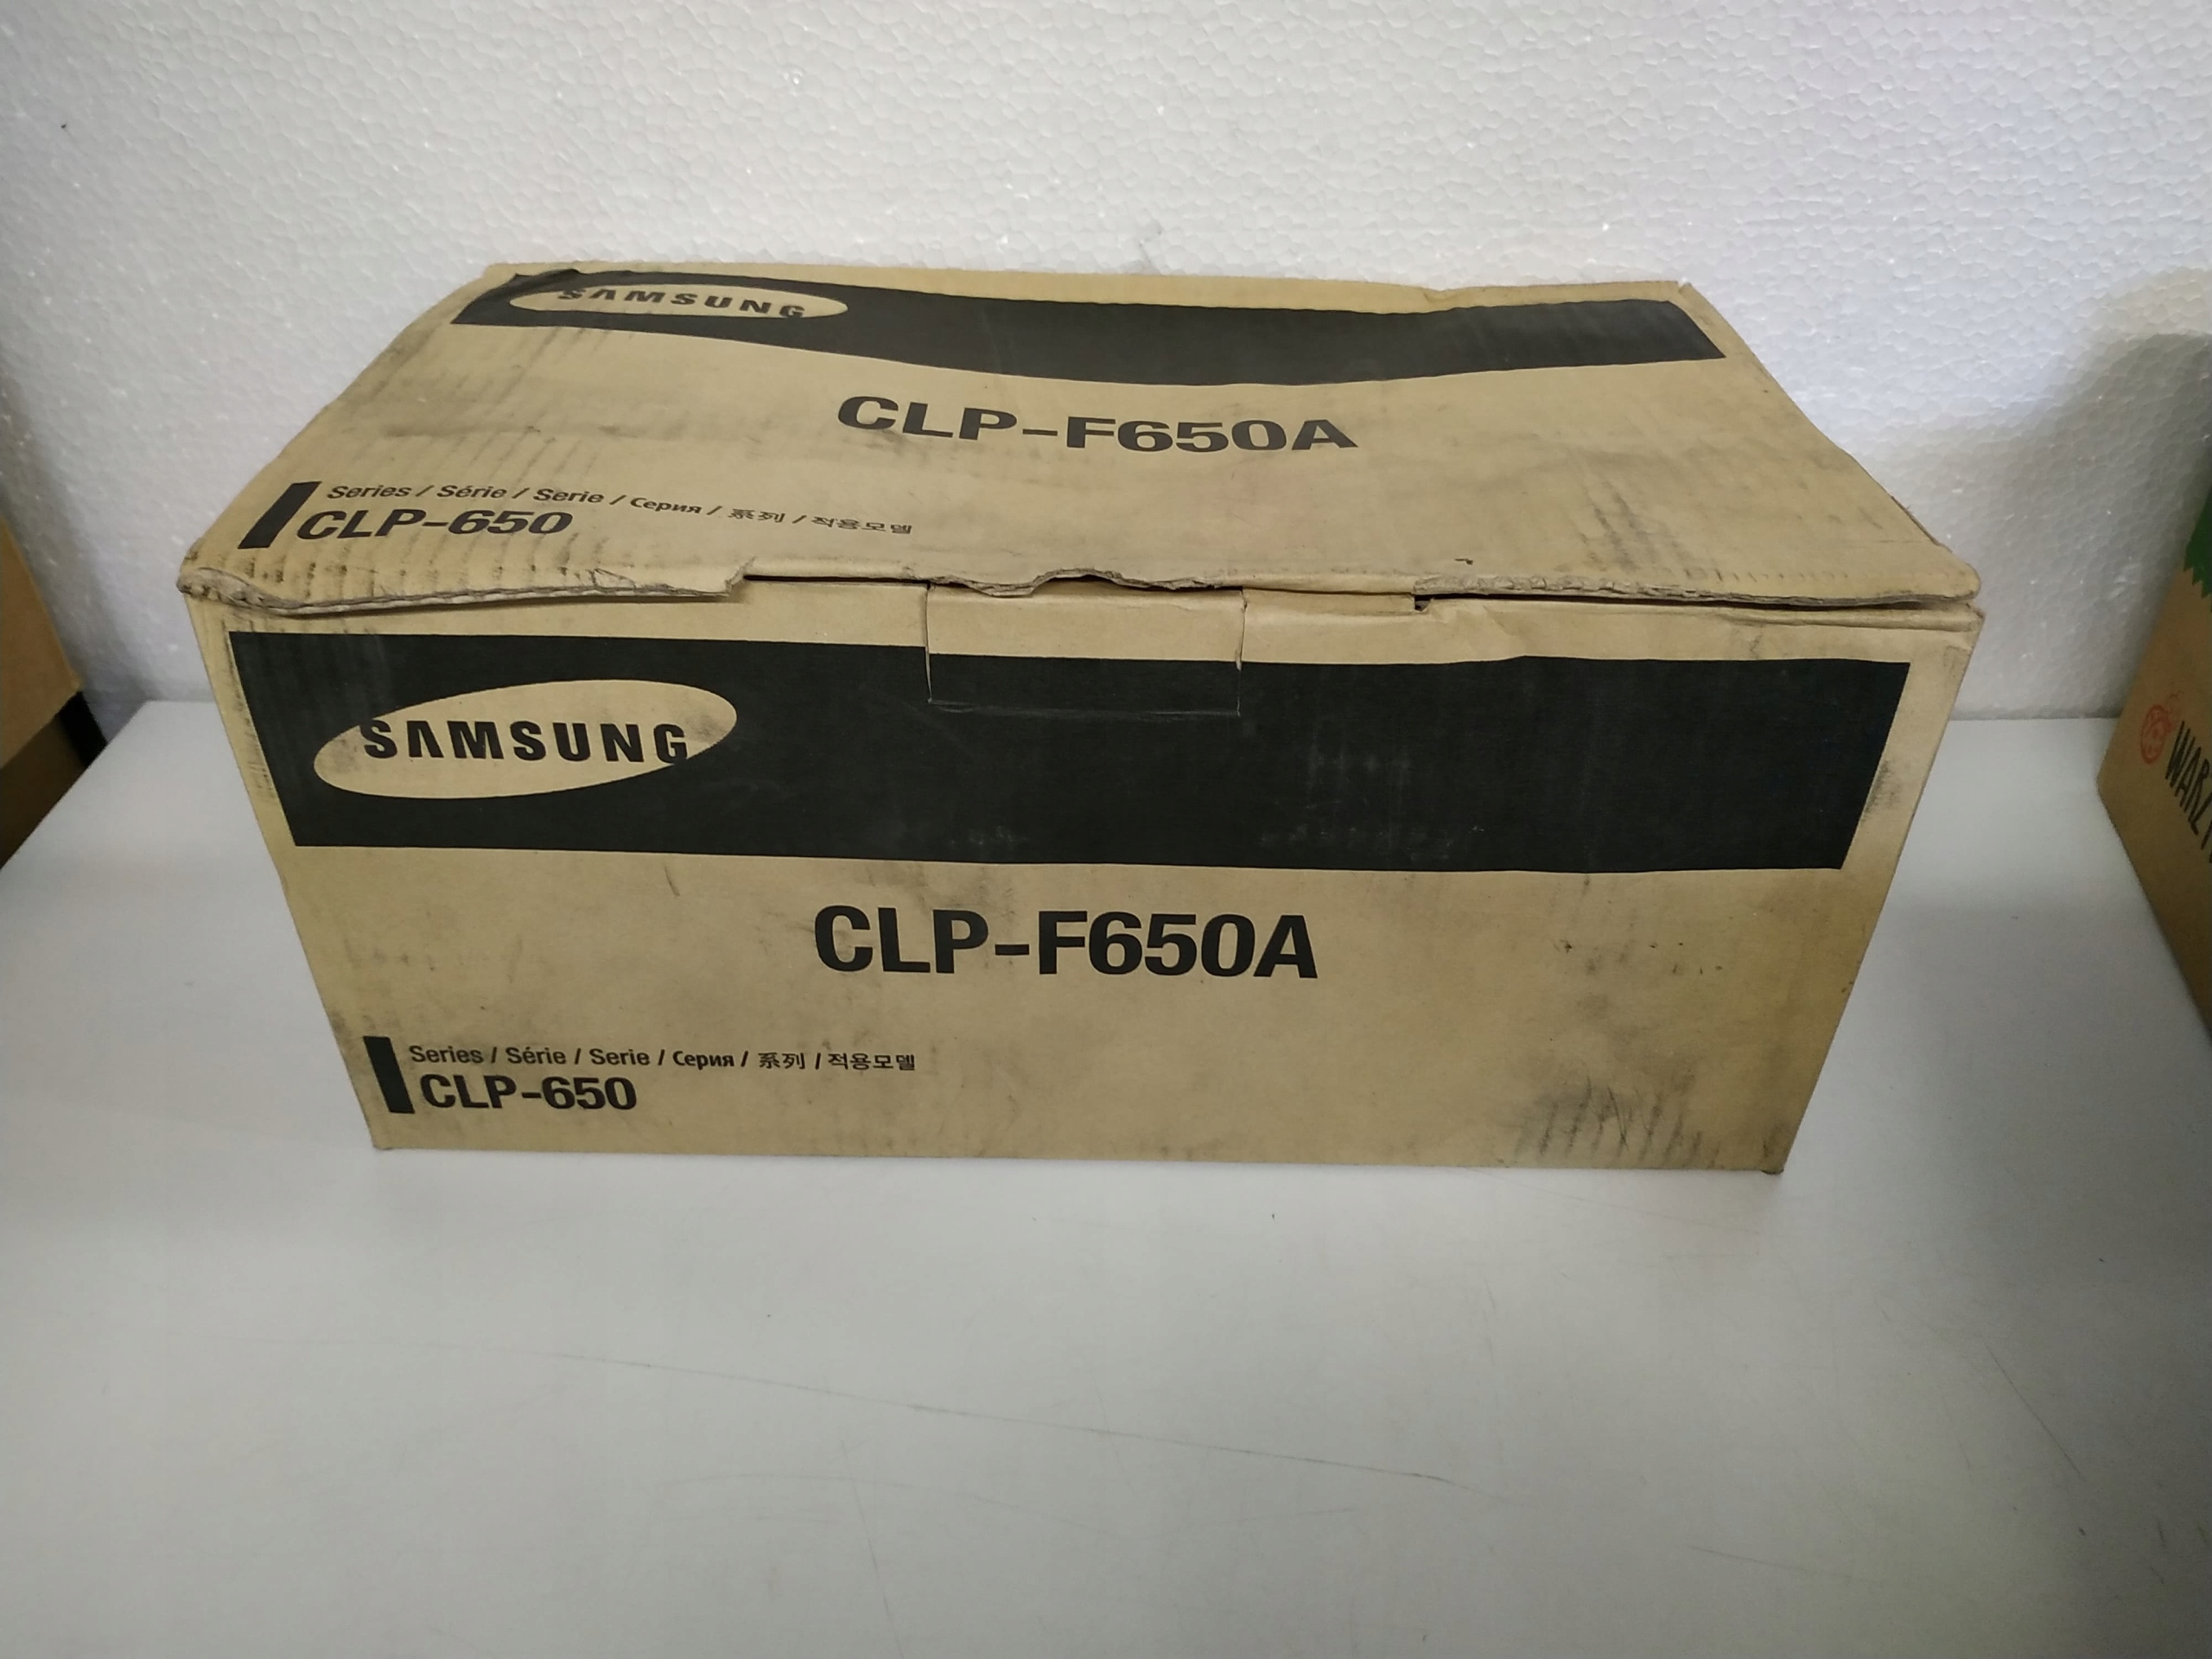 SAMSUNG
CLP-F650A
Series / Série / Serie / Серия / 系列 / 적용모델
CLP-650
SAMSUNG
CLP-F650A
Series / Série / Serie / Серия / 系列 / 적용모델
CLP-650